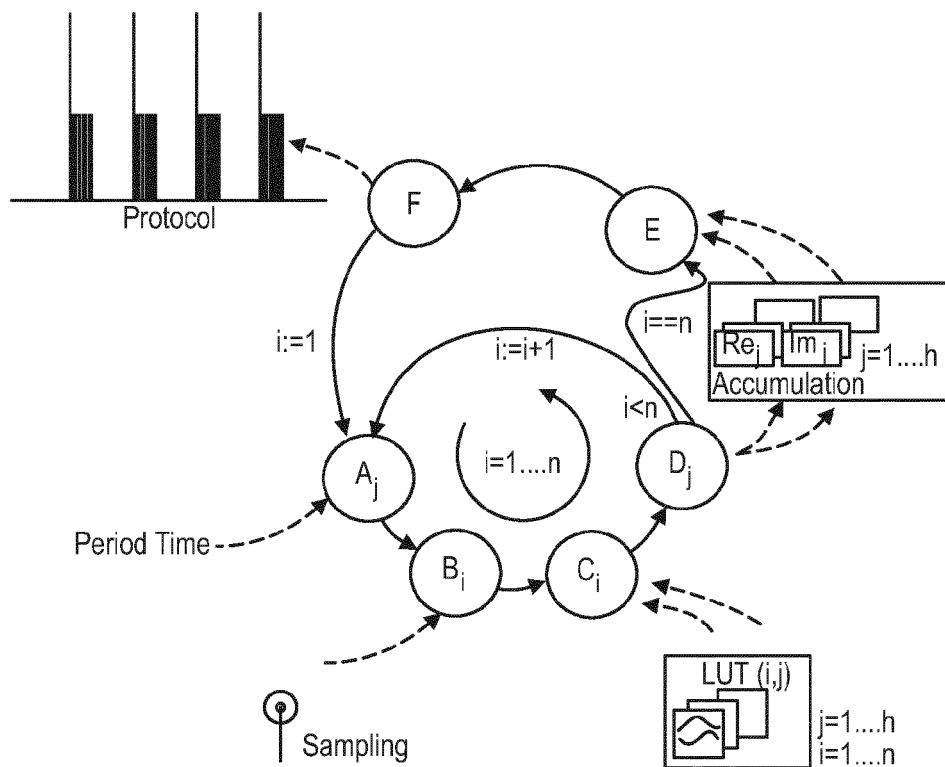 Protocol
F
E
i:=1
i:=i+1
i==n
Re_j Im_j j=1....h
Accumulation
i<n
i=1....n
A_j
D_j
Period Time
B_i
C_i
Sampling
LUT (i,j)
j=1....h
i=1....n